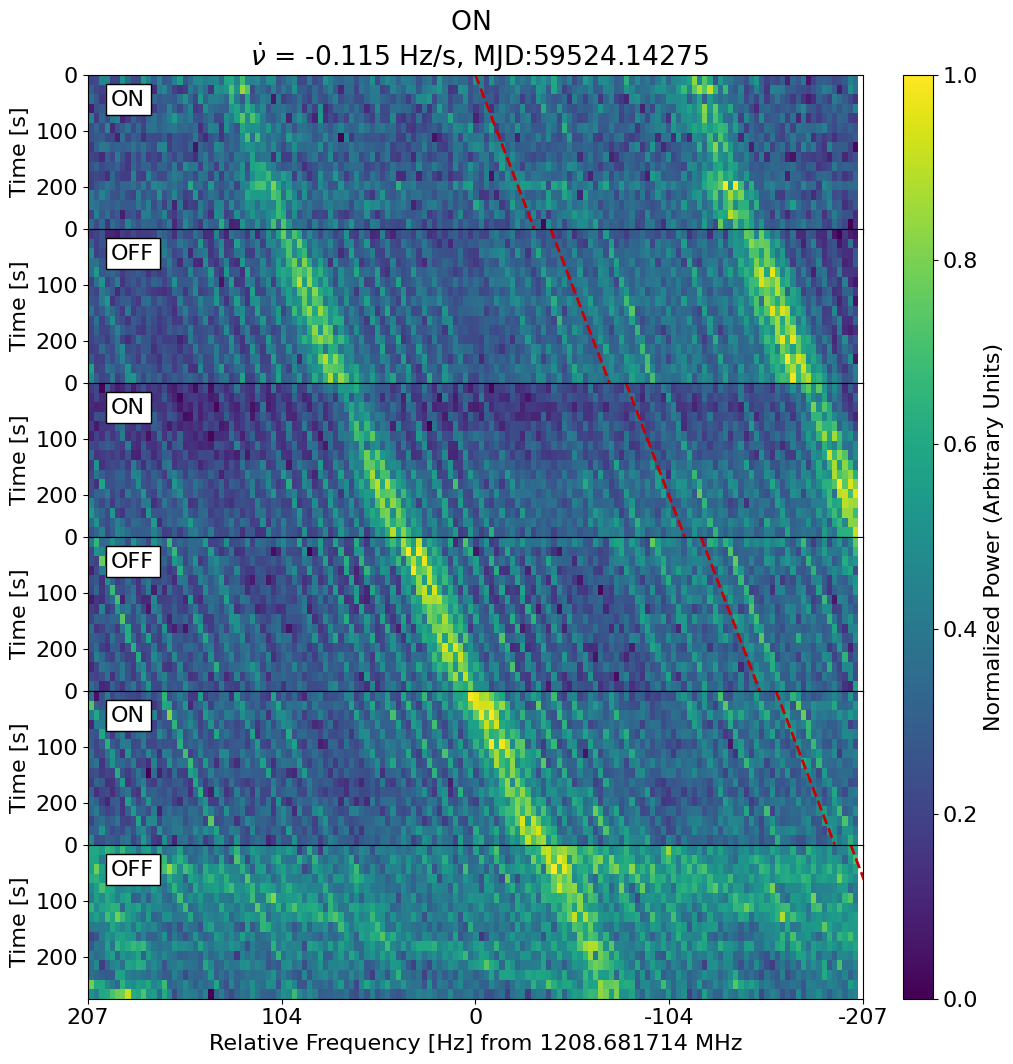 ON
ν̇ = -0.115 Hz/s, MJD:59524.14275
0
ON
100
200
Time [s]
0
OFF
100
200
Time [s]
0
ON
100
200
Time [s]
0
OFF
100
200
Time [s]
0
ON
100
200
Time [s]
0
OFF
100
200
Time [s]
207 104 0 -104 -207
Relative Frequency [Hz] from 1208.681714 MHz
1.0
0.8
0.6
0.4
0.2
0.0
Normalized Power (Arbitrary Units)